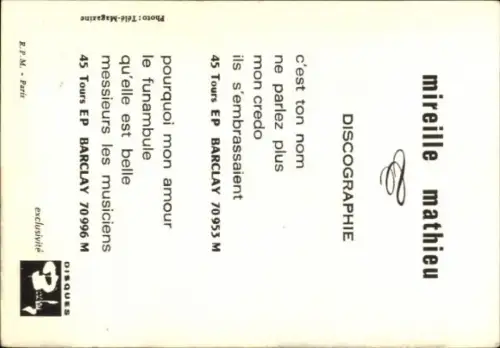 mireille mathieu
DISCOGRAPHIE
c'est ton nom
ne parlez plus
mon credo
ils s'embrassaient
45 Tours EP BARCLAY 70 953 M
pourquoi mon amour
le funambule
qu'elle est belle
messieurs les musiciens
45 Tours EP BARCLAY 70 996 M
exclusivité
DISQUES
Photo : Télé-Magazine
E.P.M. - Paris